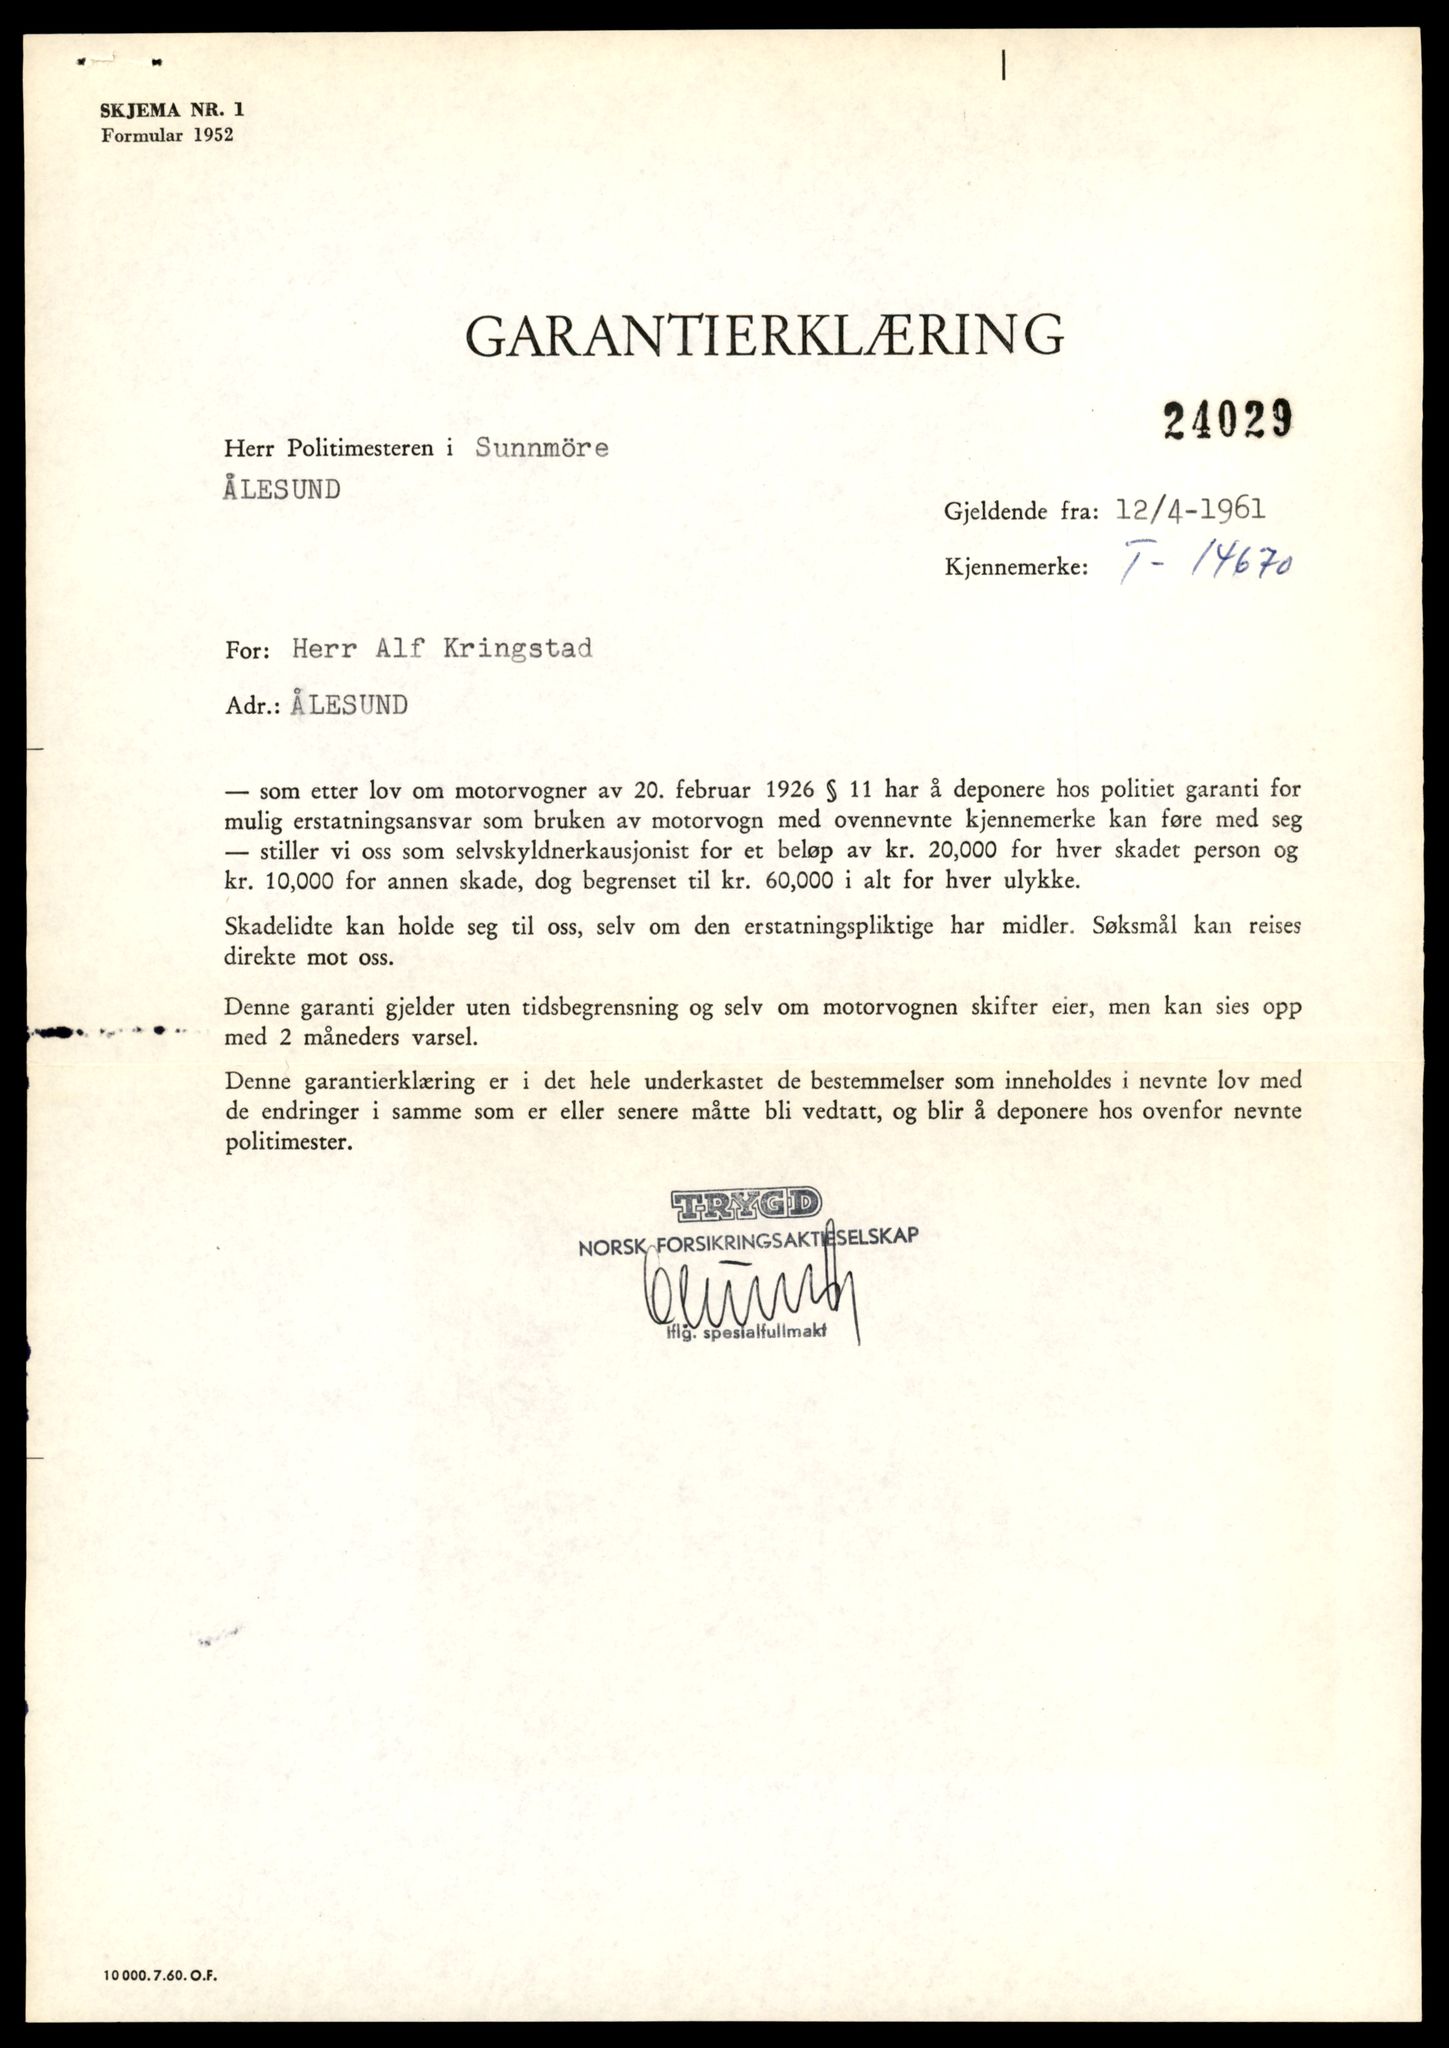 SKJEMA NR. 1
Formular 1952
GARANTIERKLÆRING
24029
Herr Politimesteren i Sunnmöre
ÅLESUND
Gjeldende fra: 12/4-1961
Kjennemerke: T- 14670
For: Herr Alf Kringstad
Adr.: ÅLESUND
— som etter lov om motorvogner av 20. februar 1926 § 11 har å deponere hos politiet garanti for
mulig erstatningsansvar som bruken av motorvogn med ovennevnte kjennemerke kan føre med seg
— stiller vi oss som selvskyldnerkausjonist for et beløp av kr. 20,000 for hver skadet person og
kr. 10,000 for annen skade, dog begrenset til kr. 60,000 i alt for hver ulykke.
Skadelidte kan holde seg til oss, selv om den erstatningspliktige har midler. Søksmål kan reises
direkte mot oss.
Denne garanti gjelder uten tidsbegrensning og selv om motorvognen skifter eier, men kan sies opp
med 2 måneders varsel.
Denne garantierklæring er i det hele underkastet de bestemmelser som inneholdes i nevnte lov med
de endringer i samme som er eller senere måtte bli vedtatt, og blir å deponere hos ovenfor nevnte
politimester.
TRYGD
NORSK FORSIKRINGSAKTIESELSKAP
Iflg. spesialfullmakt
10 000.7.60. O.F.